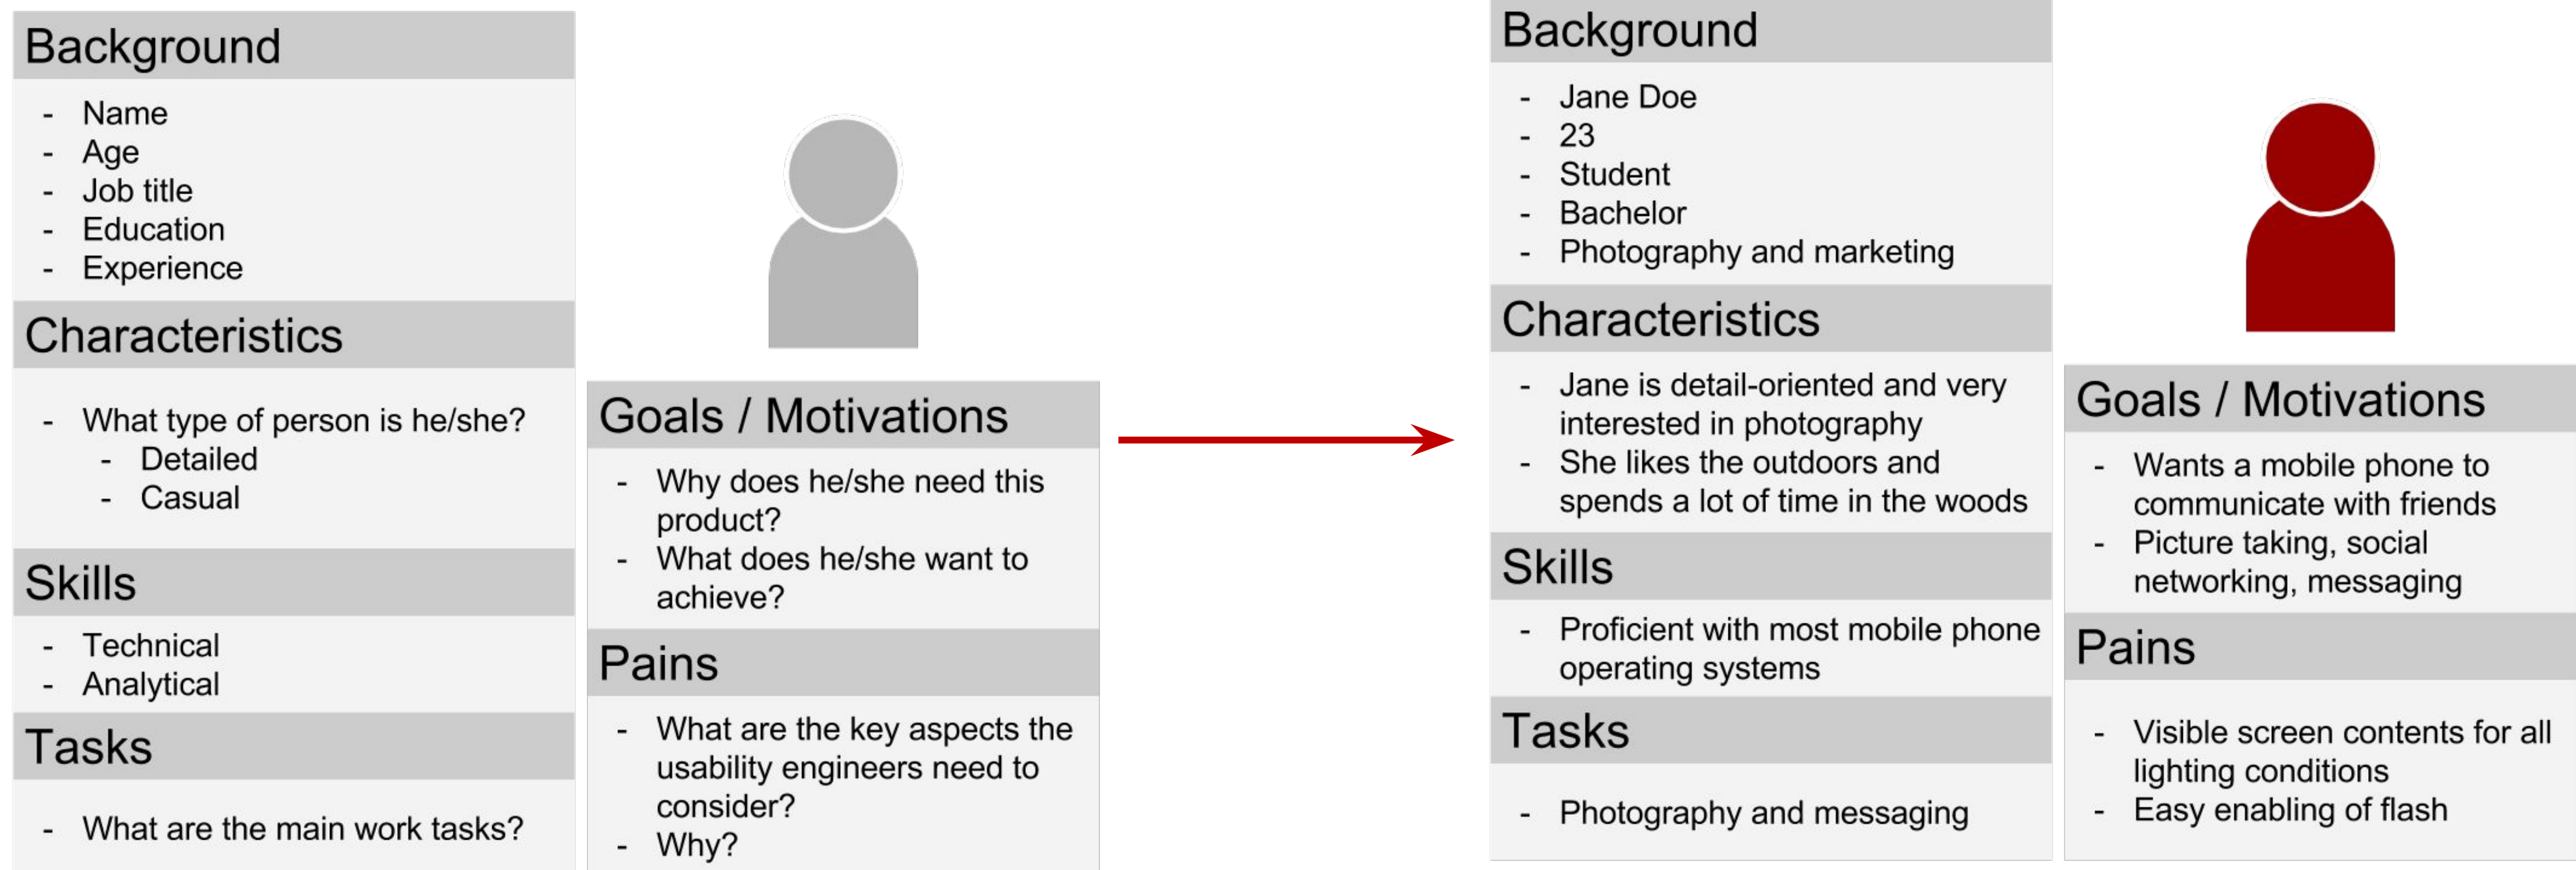 Background
- Name
- Age
- Job title
- Education
- Experience
Characteristics
- What type of person is he/she?
- Detailed
- Casual
Skills
- Technical
- Analytical
Tasks
- What are the main work tasks?
Goals / Motivations
- Why does he/she need this
product?
- What does he/she want to
achieve?
Pains
- What are the key aspects the
usability engineers need to
consider?
- Why?
Background
- Jane Doe
- 23
- Student
- Bachelor
- Photography and marketing
Characteristics
- Jane is detail-oriented and very
interested in photography
- She likes the outdoors and
spends a lot of time in the woods
Skills
- Proficient with most mobile phone
operating systems
Tasks
- Photography and messaging
Goals / Motivations
- Wants a mobile phone to
communicate with friends
- Picture taking, social
networking, messaging
Pains
- Visible screen contents for all
lighting conditions
- Easy enabling of flash